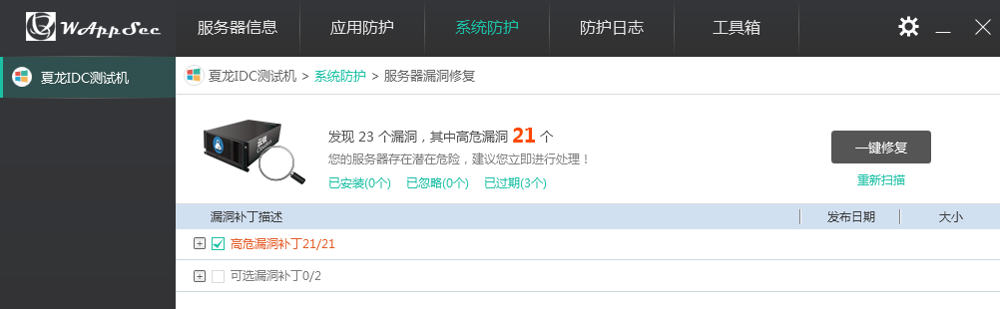 WAppSec
服务器信息 应用防护 系统防护 防护日志 工具箱
夏龙IDC测试机
夏龙IDC测试机 > 系统防护 > 服务器漏洞修复
发现 23 个漏洞，其中高危漏洞 21 个
您的服务器存在潜在危险，建议您立即进行处理！
已安装(0个) 已忽略(0个) 已过期(3个)
一键修复
重新扫描
漏洞补丁描述 发布日期 大小
高危漏洞补丁21/21
可选漏洞补丁0/2